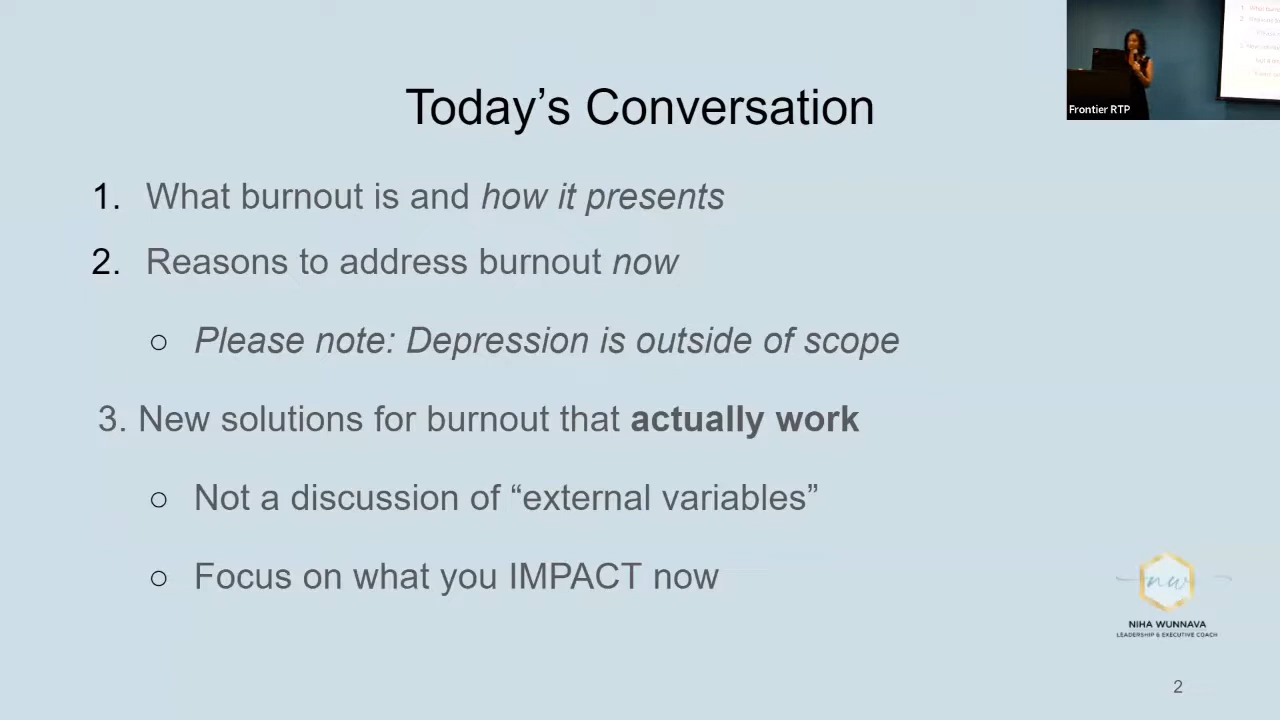 Today’s Conversation
1. What burnout is and how it presents
2. Reasons to address burnout now
○ Please note: Depression is outside of scope
3. New solutions for burnout that actually work
○ Not a discussion of “external variables”
○ Focus on what you IMPACT now
Frontier RTP
nw
NIHA WUNNAVA
LEADERSHIP & EXECUTIVE COACH
2